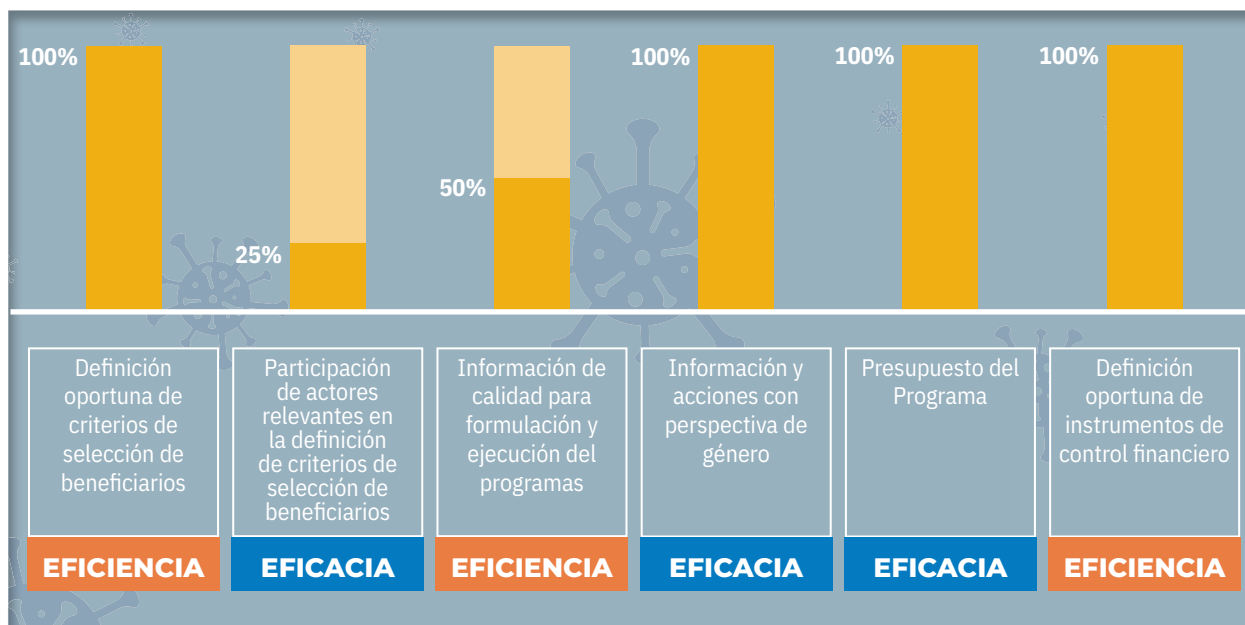 100%
25%
50%
100%
100%
100%
Definición
oportuna de
criterios de
selección de
beneficiarios
EFICIENCIA
Participación
de actores
relevantes en
la definición
de criterios de
selección de
beneficiarios
EFICACIA
Información de
calidad para
formulación y
ejecución del
programas
EFICIENCIA
Información y
acciones con
perspectiva de
género
EFICACIA
Presupuesto del
Programa
EFICACIA
Definición
oportuna de
instrumentos de
control financiero
EFICIENCIA